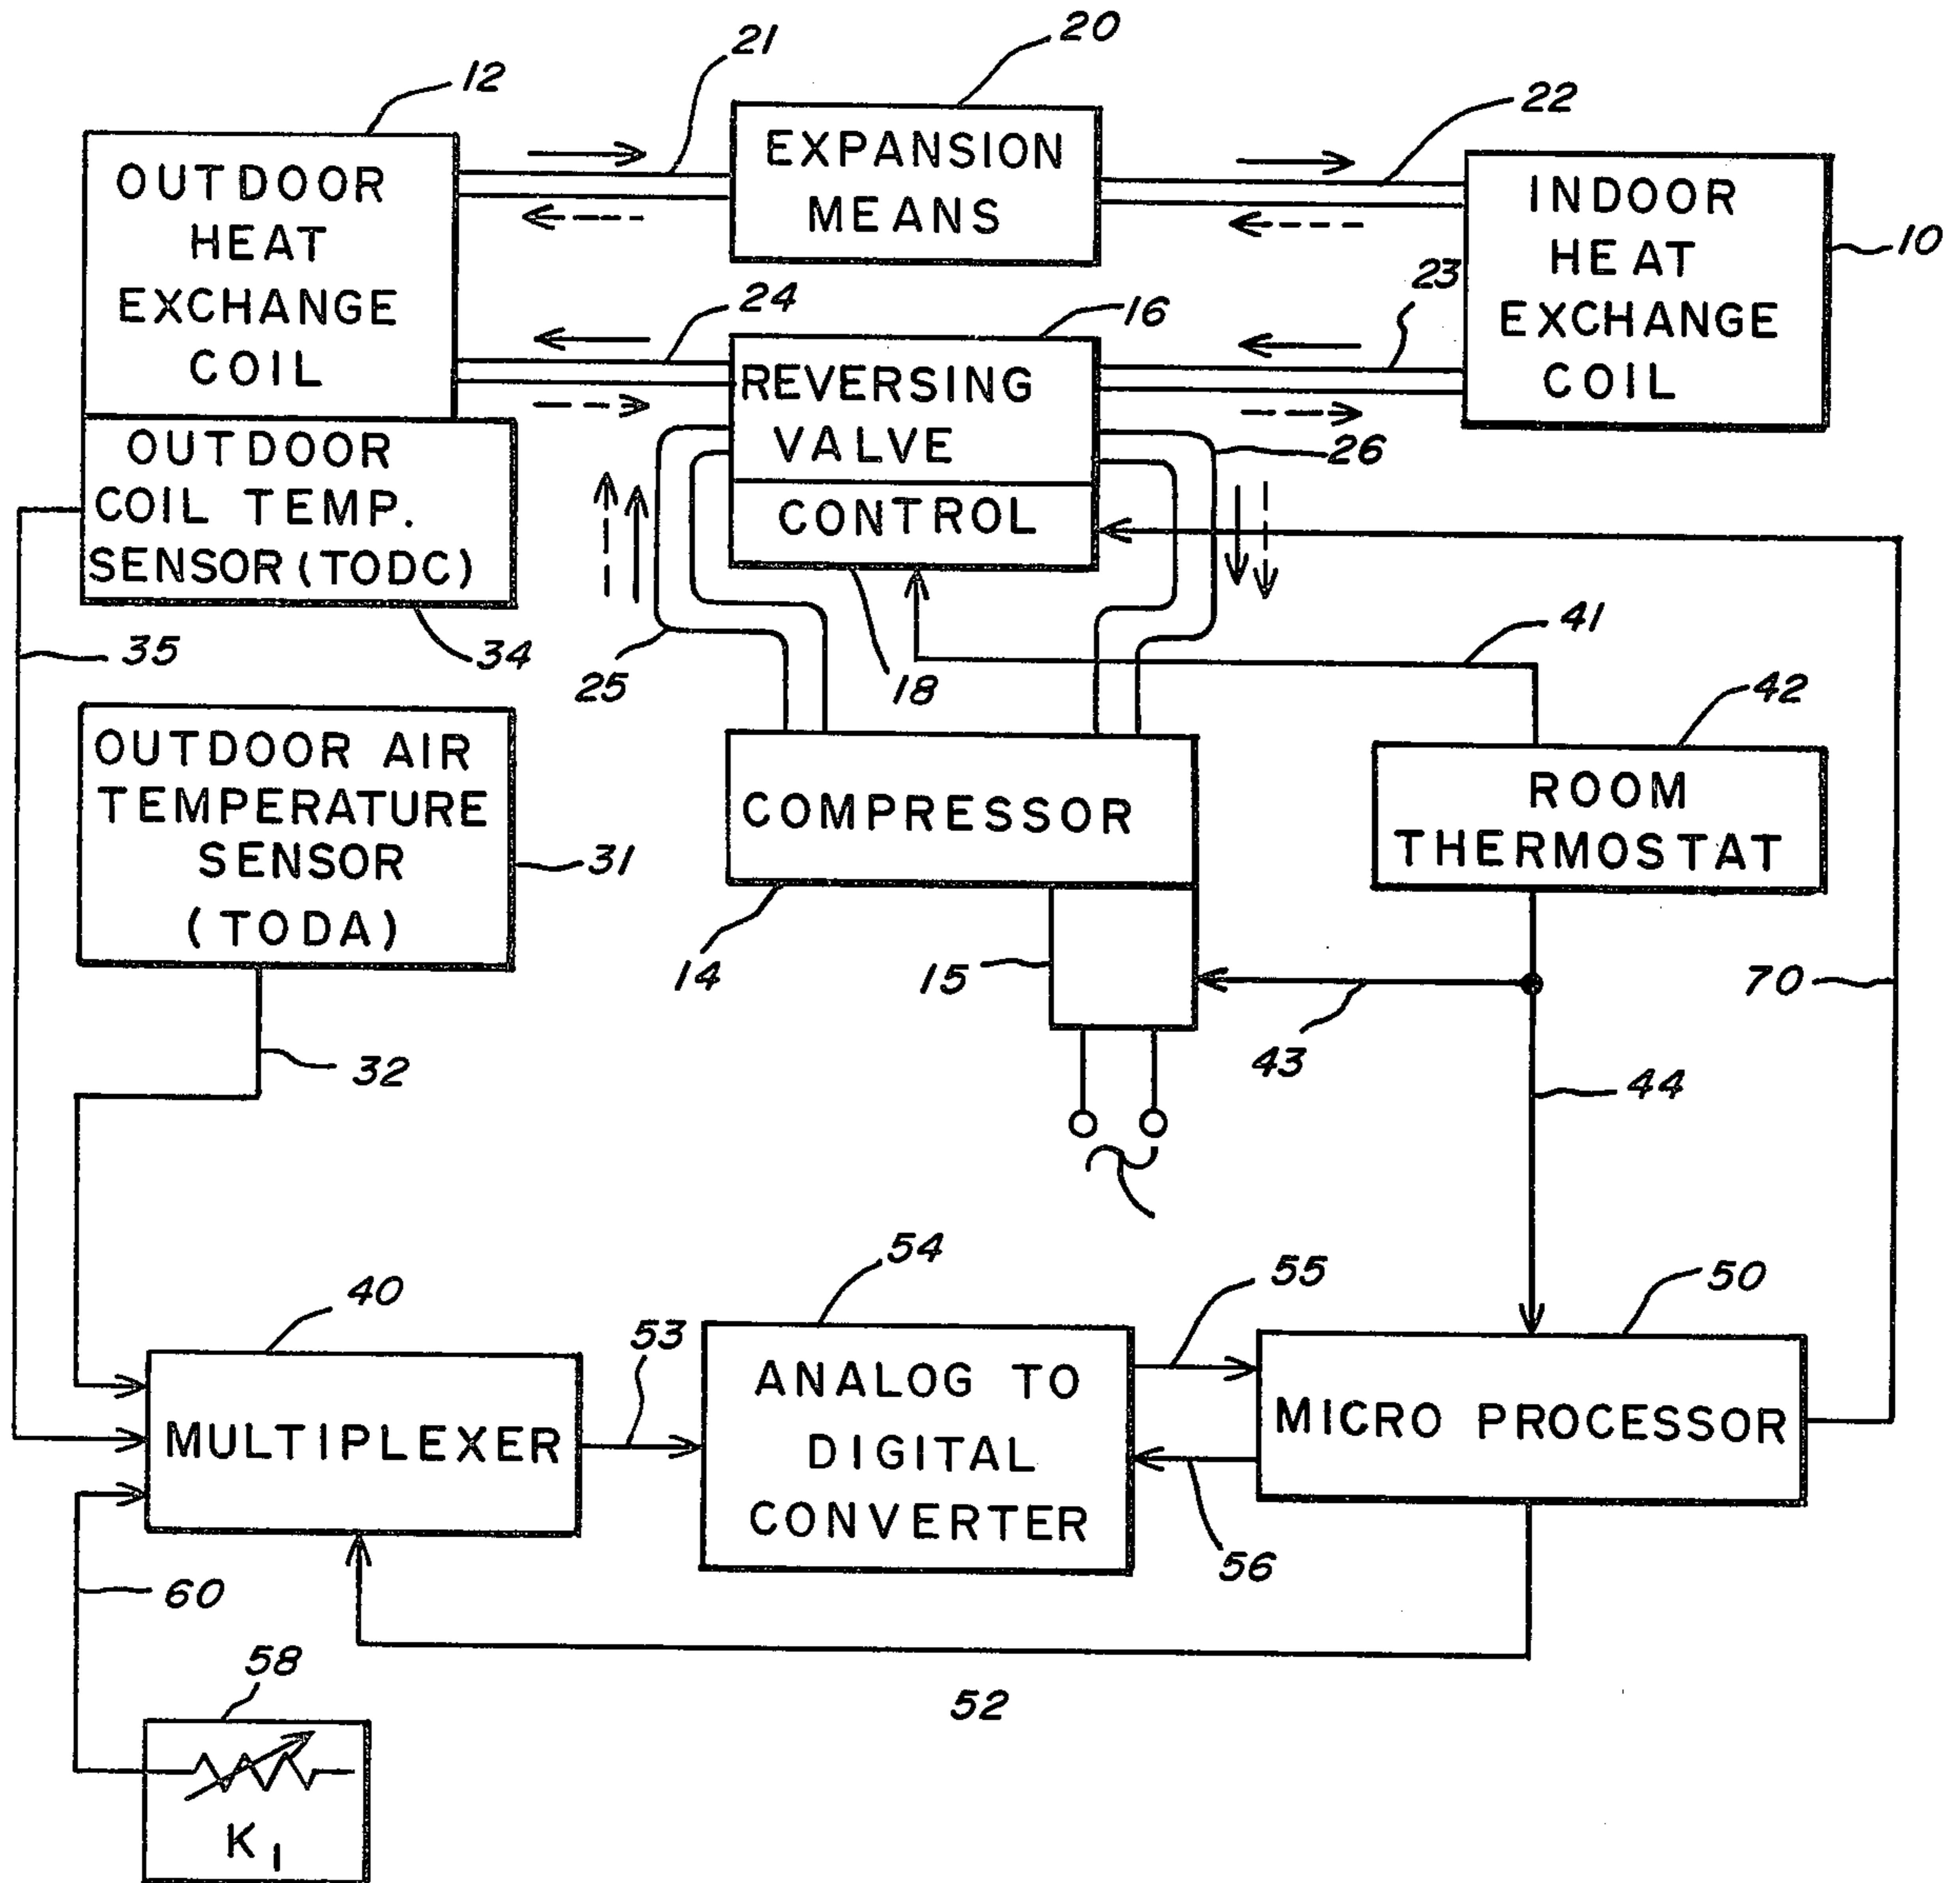 20
21
12
22
EXPANSION
MEANS
OUTDOOR
HEAT
EXCHANGE
COIL
INDOOR
HEAT
EXCHANGE
COIL
10
23
24
16
REVERSING
VALVE
CONTROL
26
OUTDOOR
COIL TEMP.
SENSOR (TODC)
35
34
25
18
41
42
OUTDOOR AIR
TEMPERATURE
SENSOR
(TODA)
31
COMPRESSOR
ROOM
THERMOSTAT
14
15
70
32
43
44
54
55
50
40
53
ANALOG TO
DIGITAL
CONVERTER
MULTIPLEXER
MICRO PROCESSOR
56
60
58
52
K1